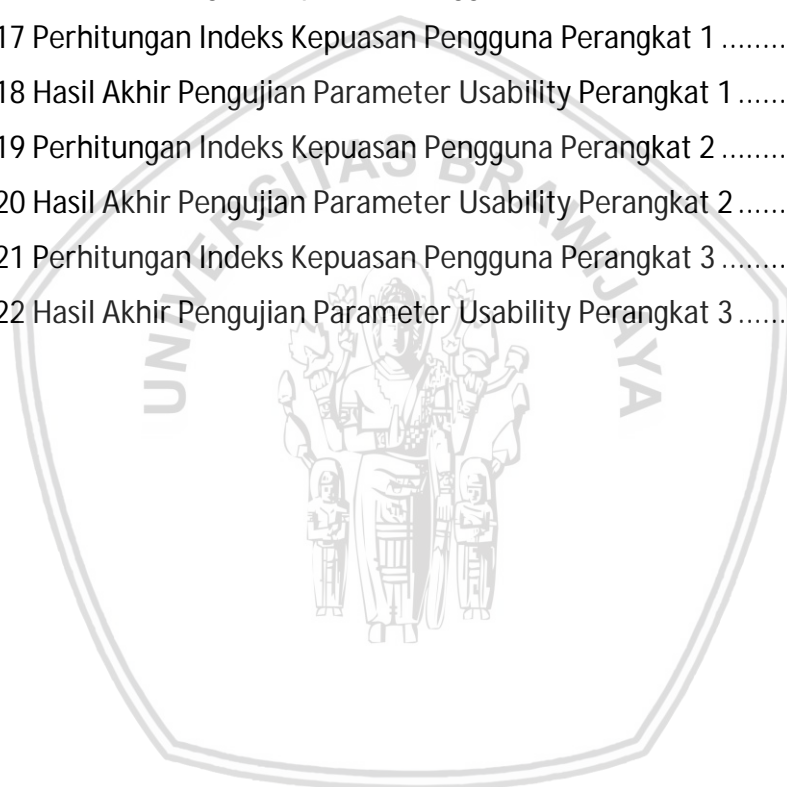 17 Perhitungan Indeks Kepuasan Pengguna Perangkat 1 ........
18 Hasil Akhir Pengujian Parameter Usability Perangkat 1 ......
19 Perhitungan Indeks Kepuasan Pengguna Perangkat 2 ........
20 Hasil Akhir Pengujian Parameter Usability Perangkat 2 ......
21 Perhitungan Indeks Kepuasan Pengguna Perangkat 3 ........
22 Hasil Akhir Pengujian Parameter Usability Perangkat 3 ......
UNIVERSITAS BRAWIJAYA